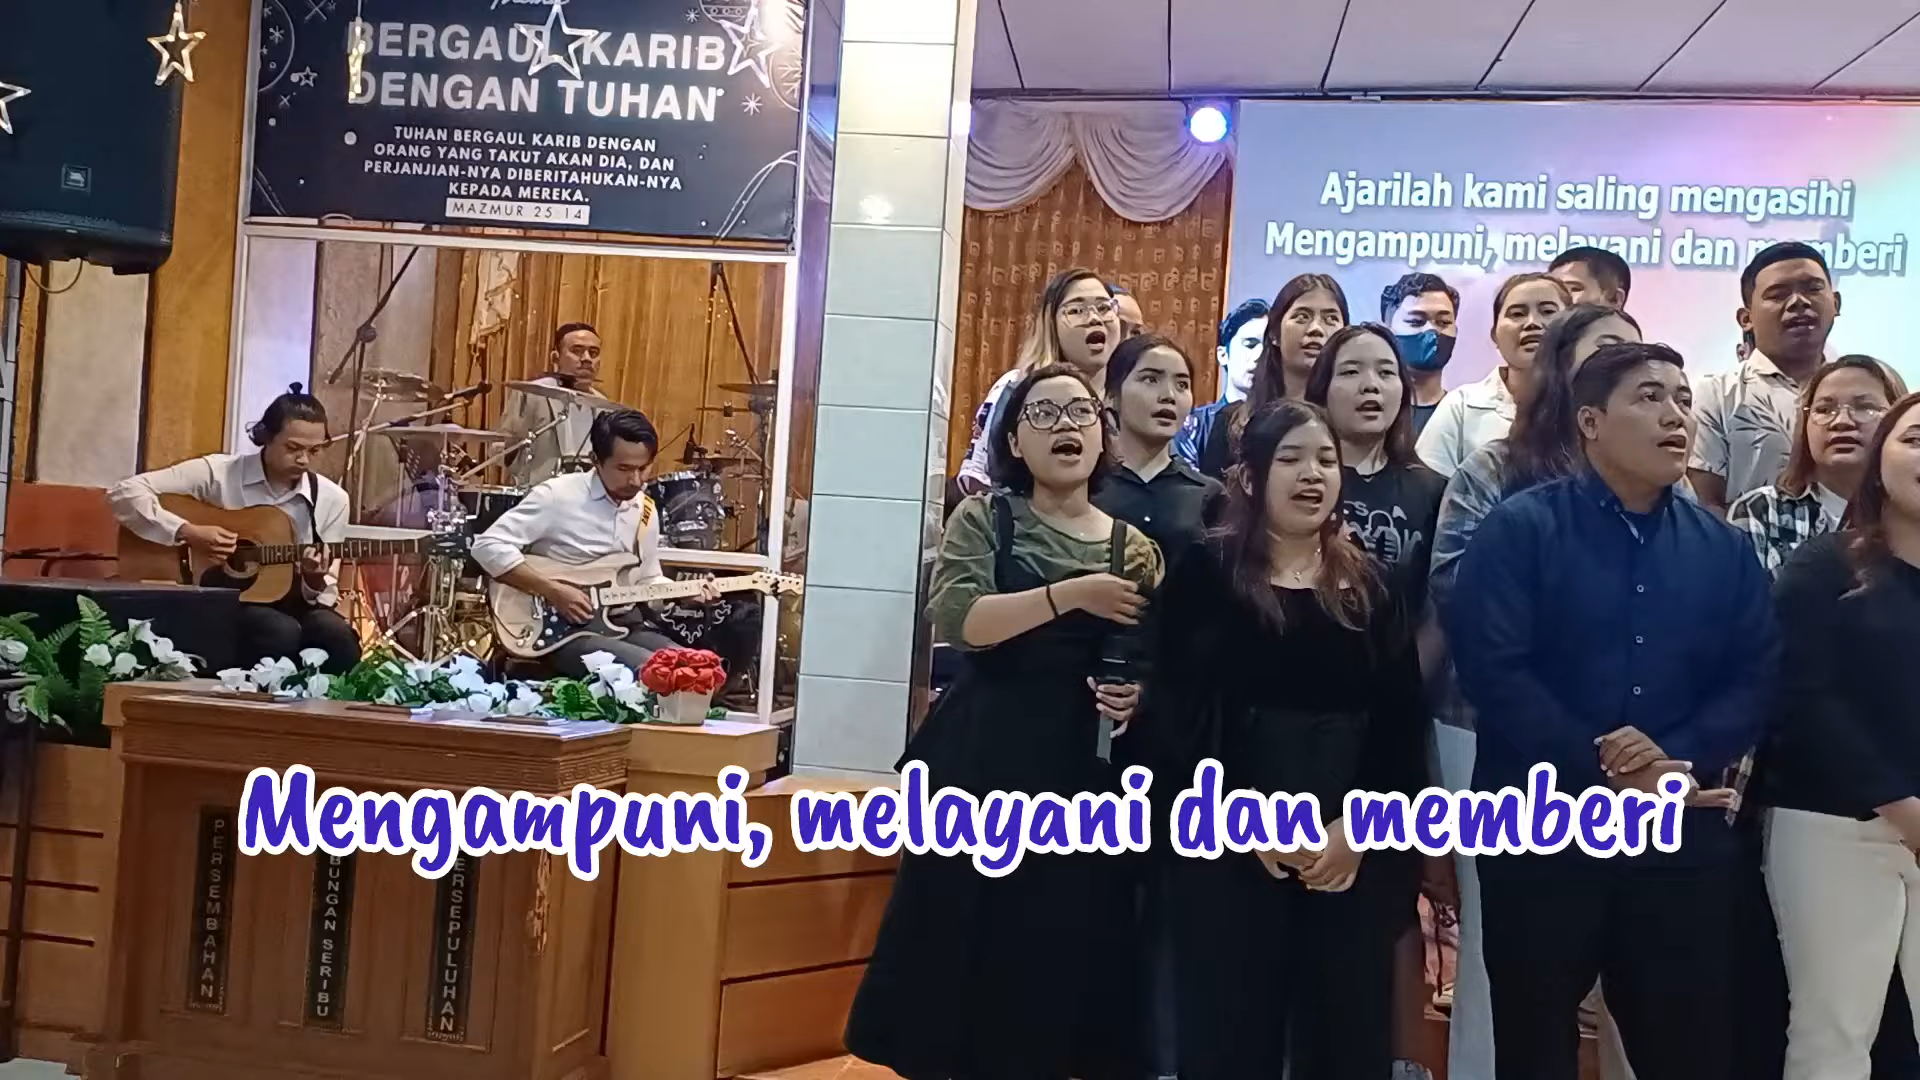 BERGAUL KARIB
DENGAN TUHAN
TUHAN BERGAUL KARIB DENGAN
ORANG YANG TAKUT AKAN DIA, DAN
PERJANJIAN-NYA DIBERITAHUKAN-NYA
KEPADA MEREKA.
MAZMUR 25:14
Ajarilah kami saling mengasihi
Mengampuni, melayani dan memberi
Mengampuni, melayani dan memberi
PERSEMBAHAN
BUNGAN SERIBU
ERSEPULUHAN